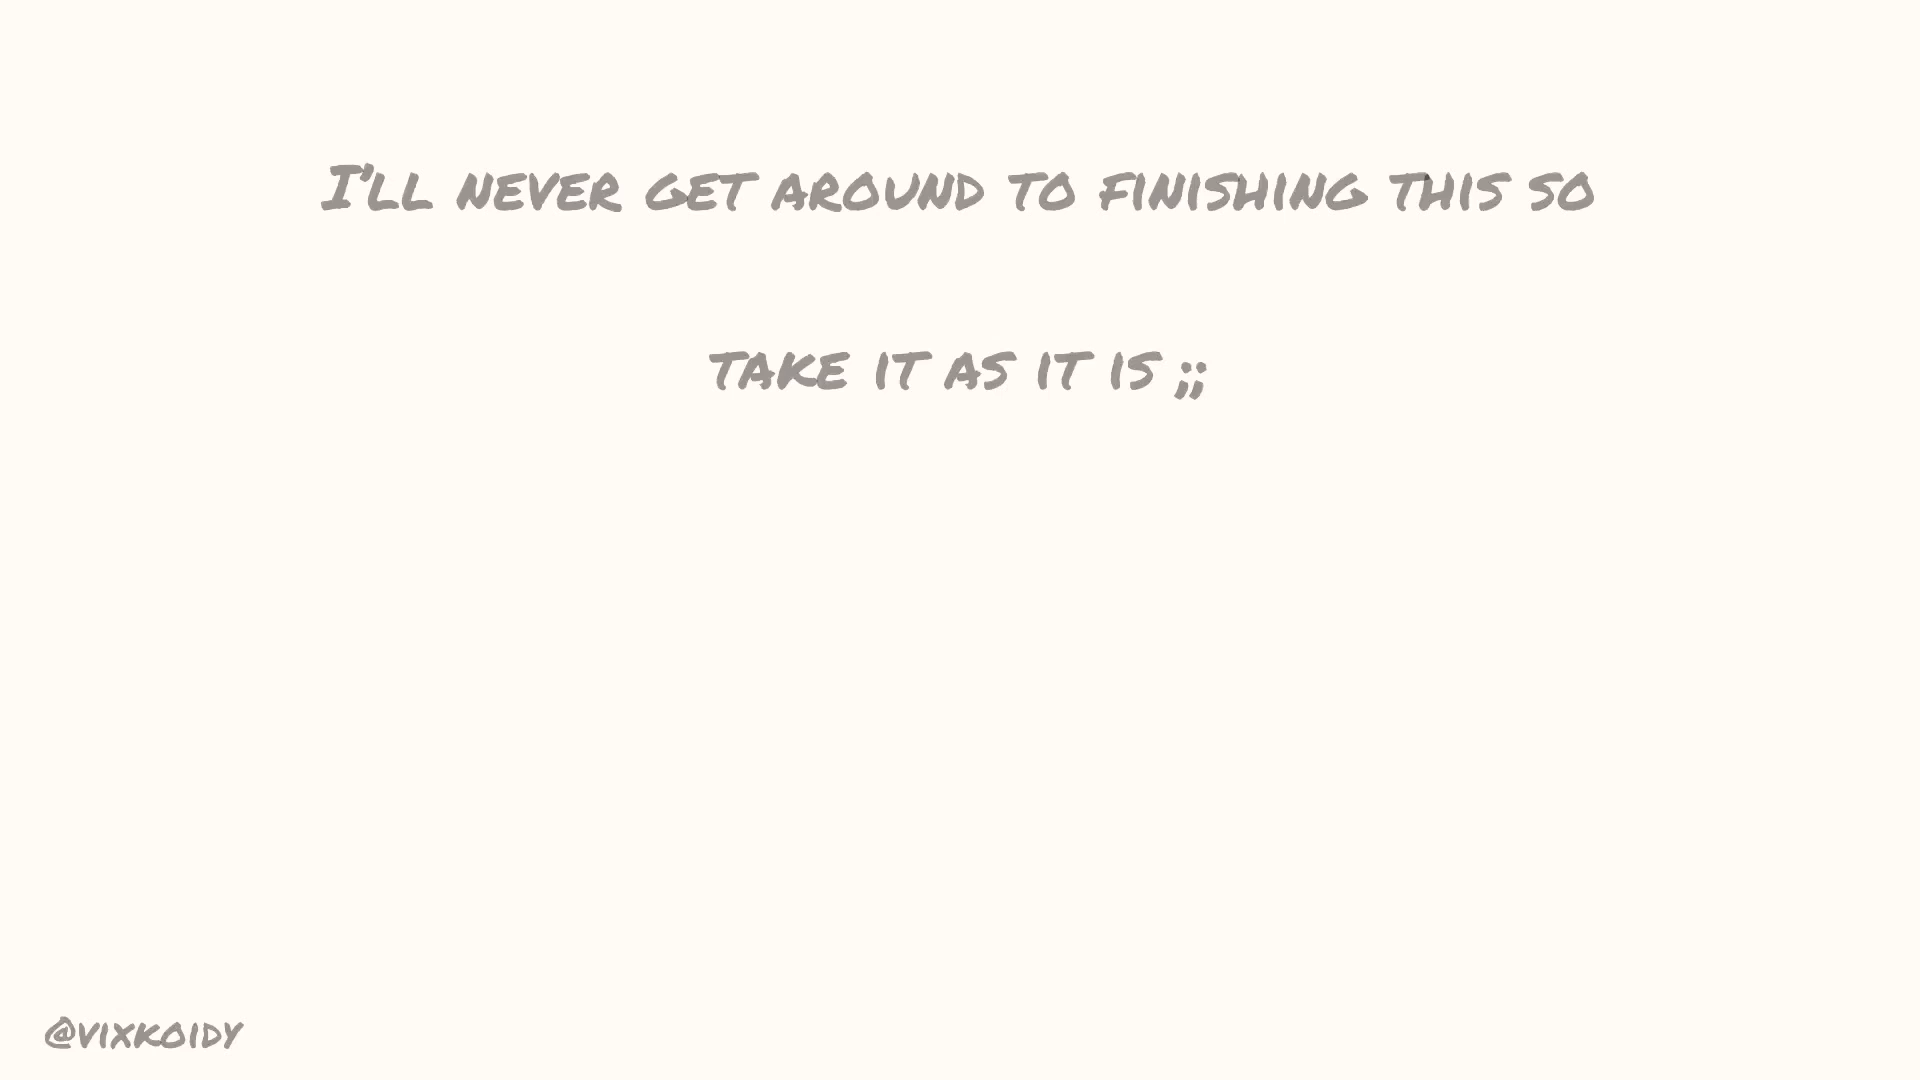 I'll never get around to finishing this so
take it as it is ;;
@vixkoidy